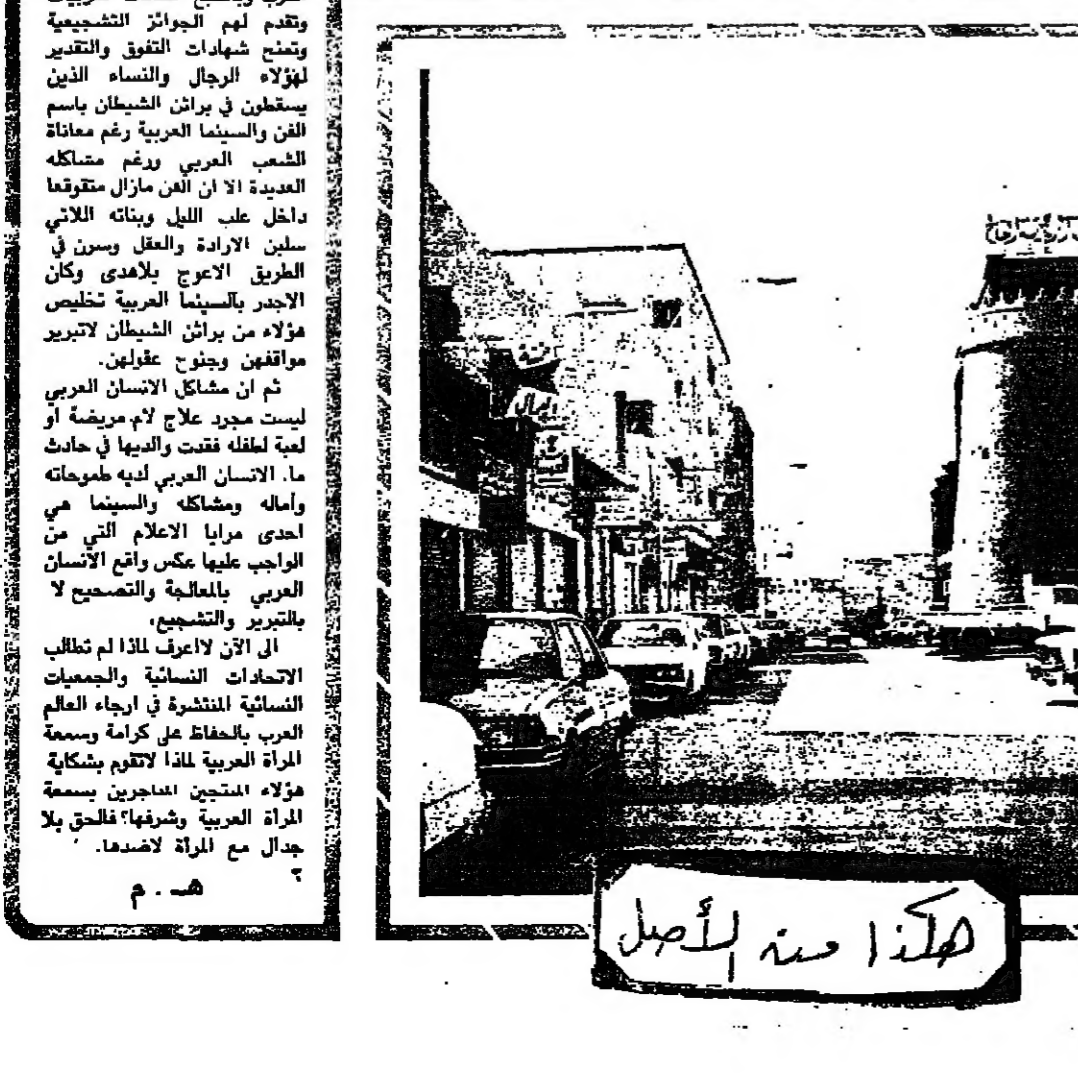 وتقدم لهم الجوائز التشجيعية
وتمنح شهادات التفوق والتقدير
لهؤلاء الرجال والنساء الذين
يسقطون في براثن الشيطان باسم
الفن والسينما العربية رغم معاناة
الشعب العربي ورغم مشاكله
العديدة الا ان الفن مازال متقوقعا
داخل علب الليل وبناته اللاتي
سلبن الارادة والعقل وسرن في
الطريق الاعوج بلاهدى وكان
الاجدر بالسينما العربية تخليص
هؤلاء من براثن الشيطان لاتبرير
مواقفهن وجنوح عقولهن.
ثم ان مشاكل الانسان العربي
ليست مجرد علاج لام مريضة او
لعبة لطفله فقدت والديها في حادث
ما. الانسان العربي لديه طموحاته
وأماله ومشاكله والسينما هي
احدى مرايا الاعلام التي من
الواجب عليها عكس واقع الانسان
العربي بالمعالجة والتصحيح لا
بالتبرير والتشجيع.
الى الآن لااعرف لماذا لم تطالب
الاتحادات النسائية والجمعيات
النسائية المنتشرة في ارجاء العالم
العرب بالحفاظ على كرامة وسمعة
المرأة العربية لماذا لاتقوم بشكاية
هؤلاء المنتجين المتاجرين بسمعة
المرأة العربية وشرفها؟ فالحق بلا
جدال مع المرأة لاضدها.
هـ . م
الجمال
هكذا من الأصل